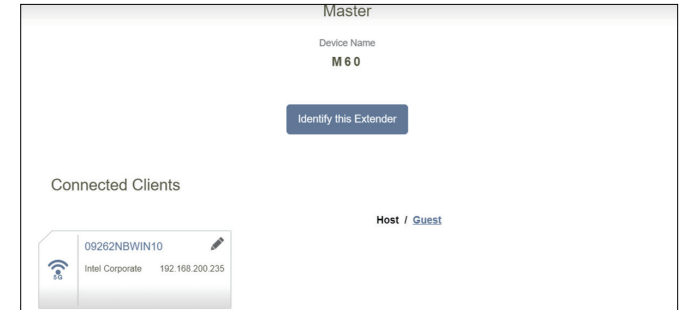 Master
Device Name
M60
Identify this Extender
Connected Clients
Host / Guest
09262NBWIN10
5G
Intel Corporate 192.168.200.235